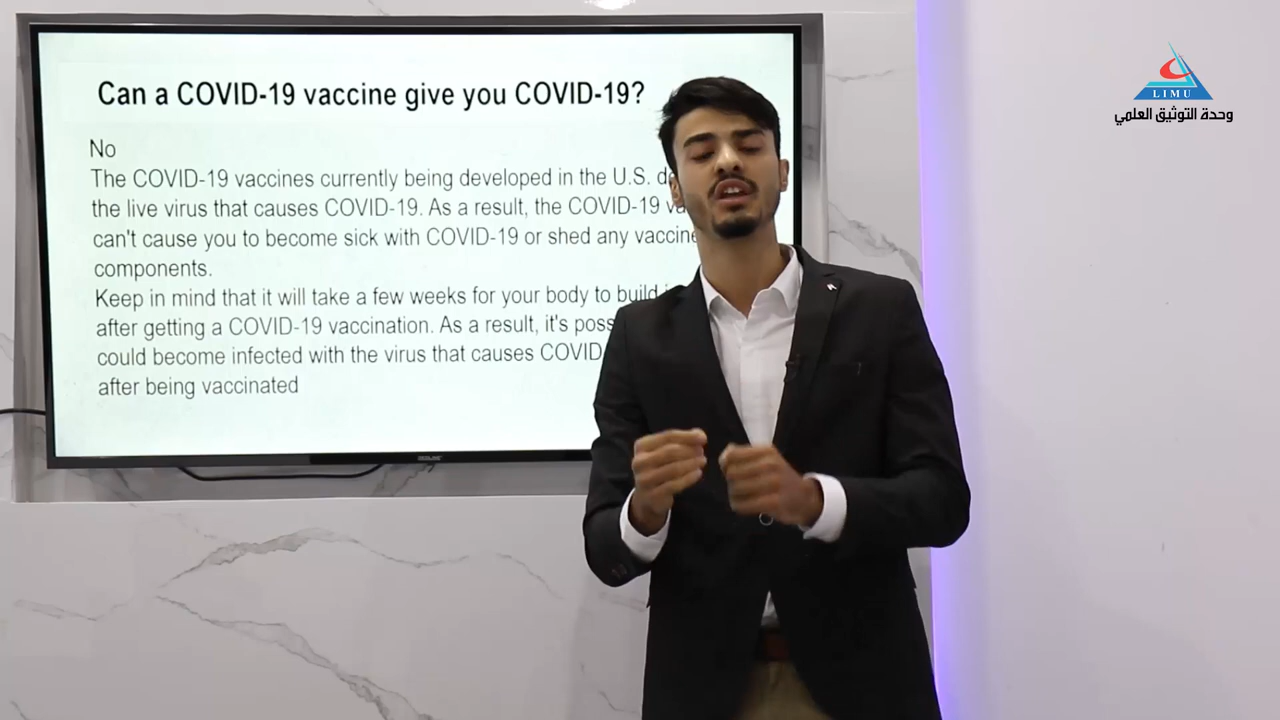 Can a COVID-19 vaccine give you COVID-19?
No
The COVID-19 vaccines currently being developed in the U.S.
the live virus that causes COVID-19. As a result, the COVID-19
can't cause you to become sick with COVID-19 or shed any vaccine
components.
Keep in mind that it will take a few weeks for your body to build
after getting a COVID-19 vaccination. As a result, it's
could become infected with the virus that causes COVID
after being vaccinated
LIMU
وحدة التوثيق العلمي